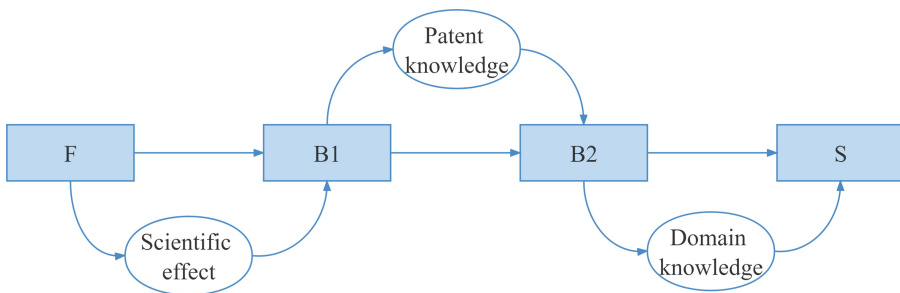 Patent
knowledge
F
B1
B2
S
Scientific
effect
Domain
knowledge